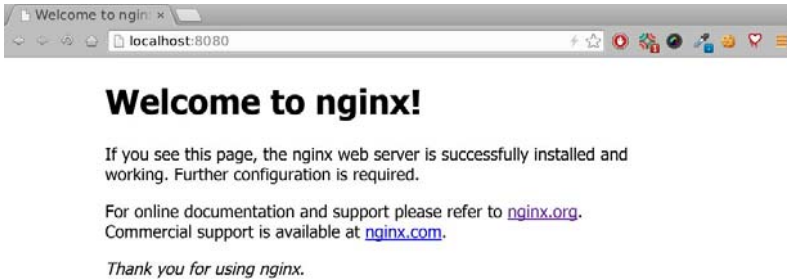 Welcome to ngin
localhost:8080
Welcome to nginx!
If you see this page, the nginx web server is successfully installed and
working. Further configuration is required.
For online documentation and support please refer to nginx.org.
Commercial support is available at nginx.com.
Thank you for using nginx.